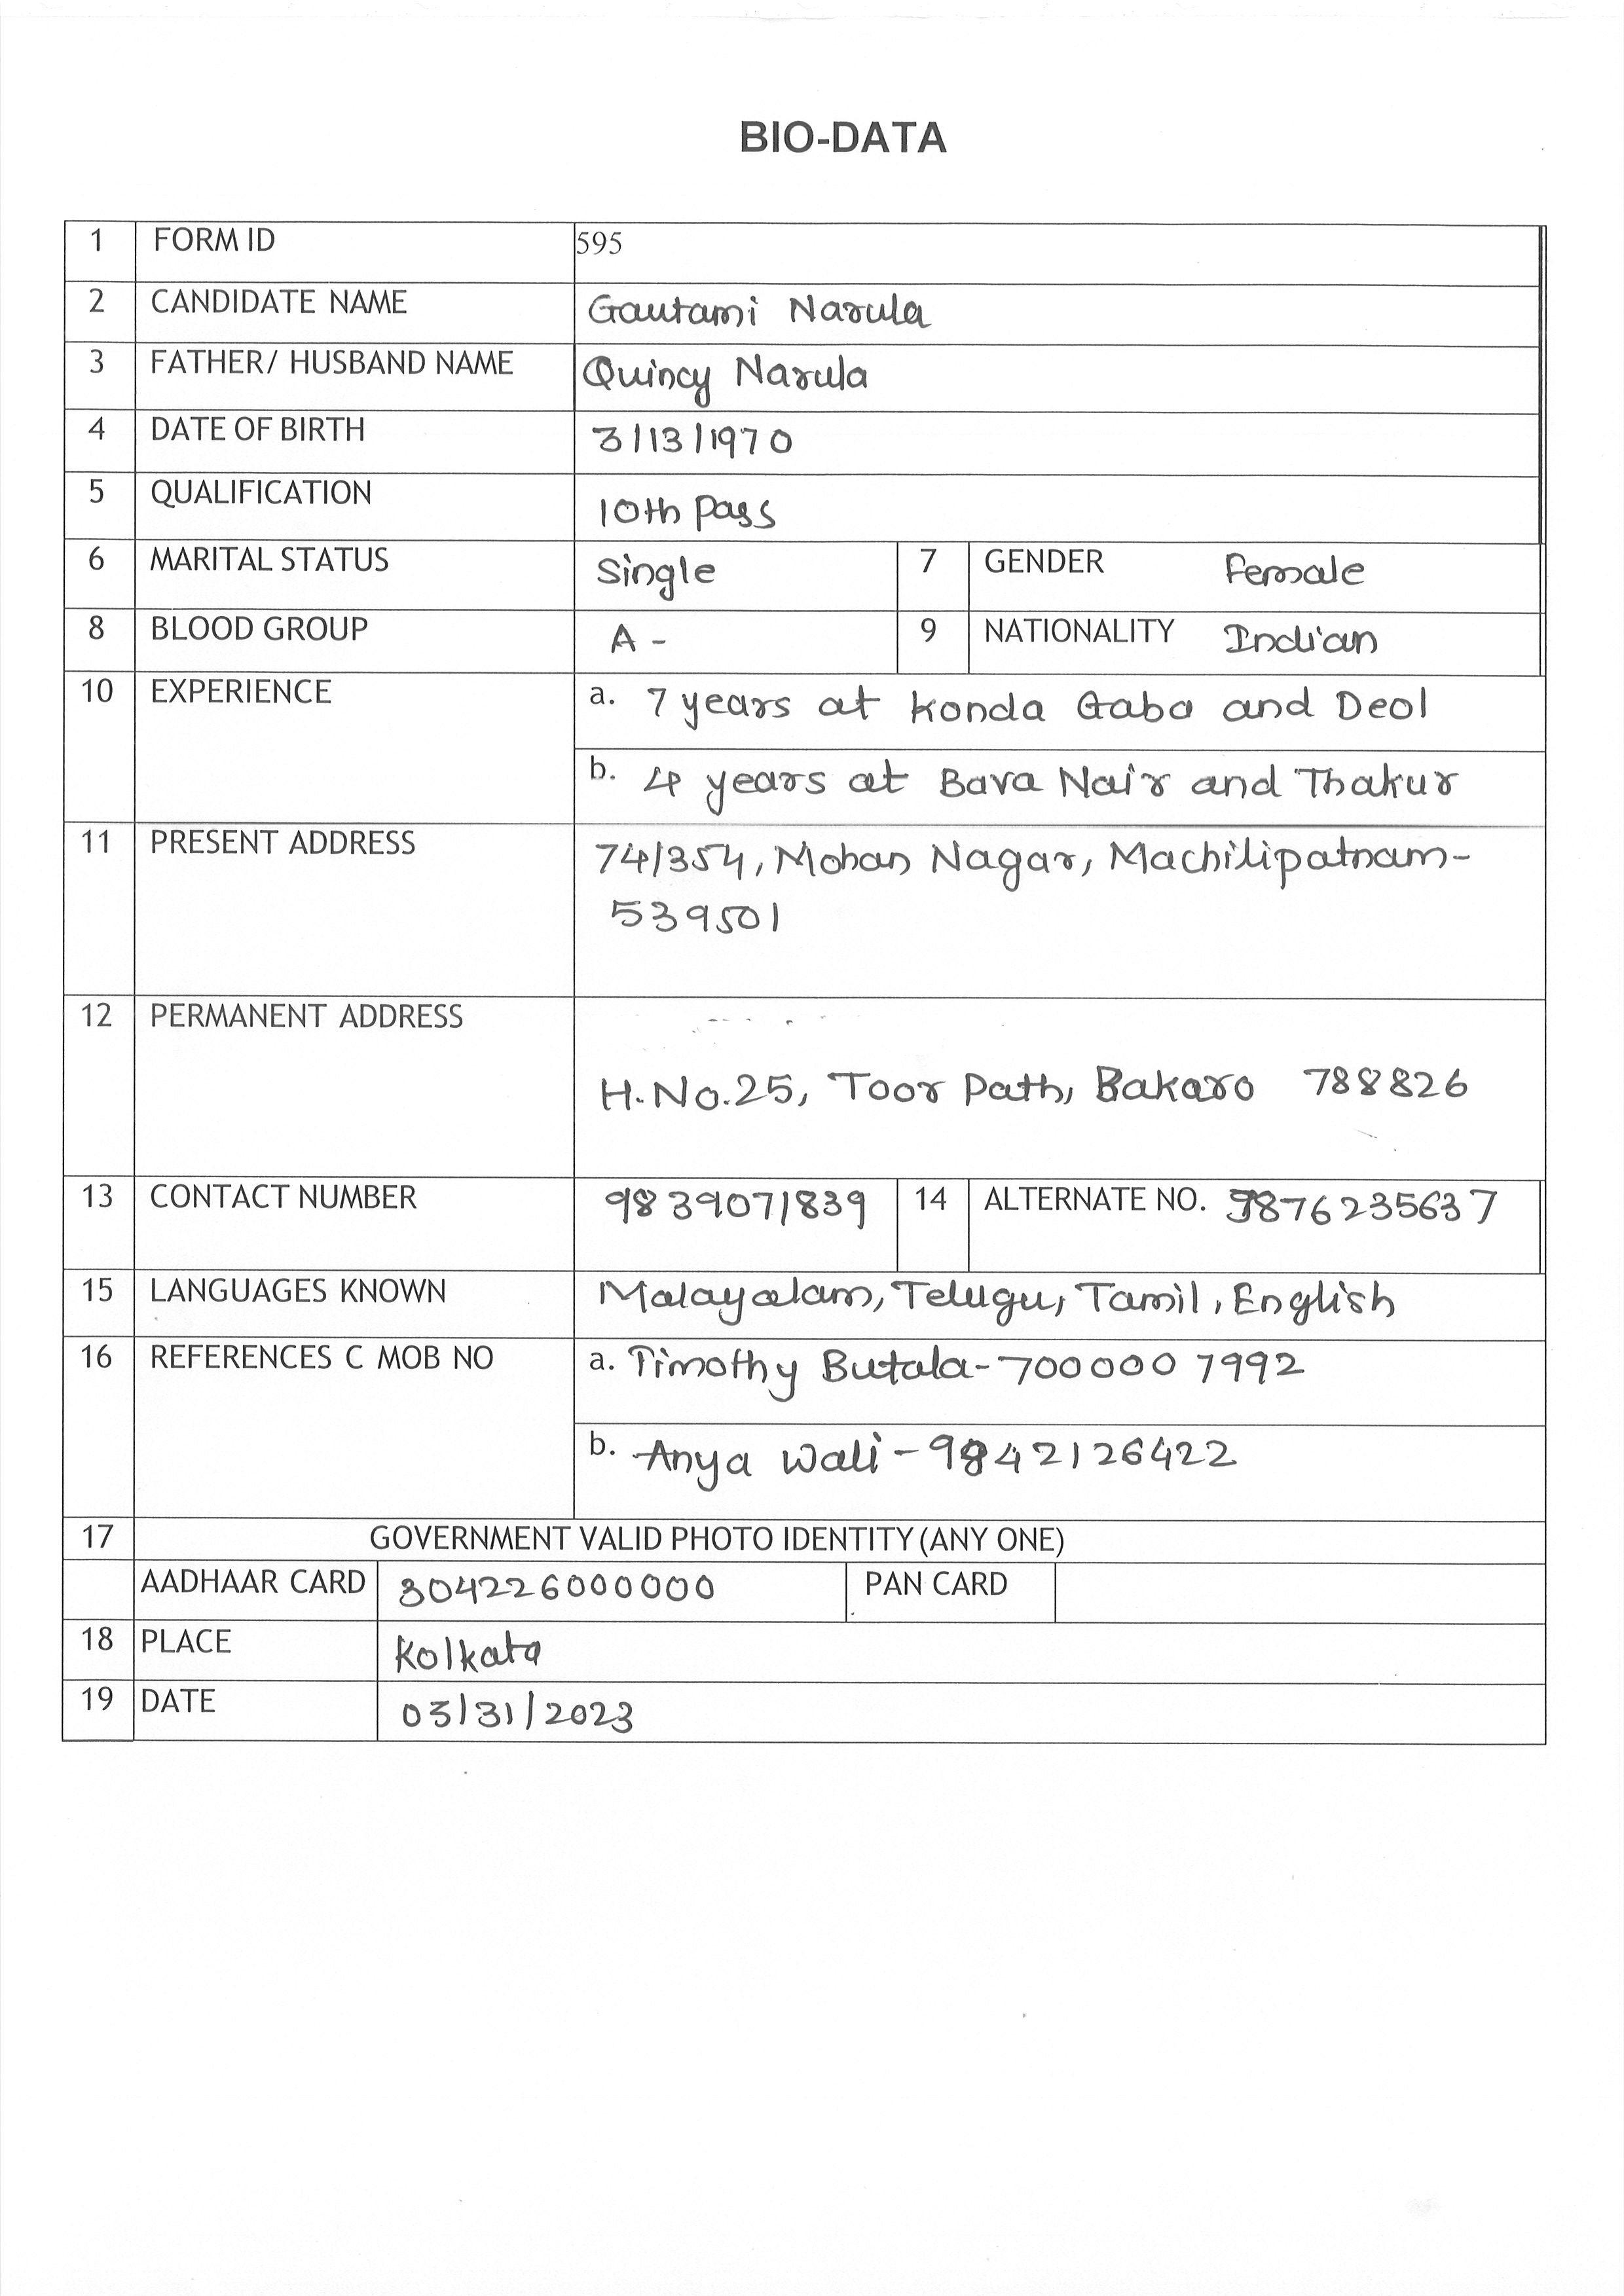 BIO-DATA
1 FORM ID 595
2 CANDIDATE NAME Gautami Narula
3 FATHER/ HUSBAND NAME Quincy Narula
4 DATE OF BIRTH 3/13/1970
5 QUALIFICATION 10th Pass
6 MARITAL STATUS Single 7 GENDER Female
8 BLOOD GROUP A - 9 NATIONALITY Indian
10 EXPERIENCE a. 7 years at Konda Gaba and Deol
b. 4 years at Bava Nair and Thakur
11 PRESENT ADDRESS 74/354, Mohan Nagar, Machilipatnam-
539501
12 PERMANENT ADDRESS
H.No.25, Toor Path, Bakaro 788826
13 CONTACT NUMBER 9839071839 14 ALTERNATE NO. 9876235637
15 LANGUAGES KNOWN Malayalam, Telugu, Tamil, English
16 REFERENCES C MOB NO a. Timothy Butala-7000007992
b. Anya Wali-9842126422
17 GOVERNMENT VALID PHOTO IDENTITY (ANY ONE)
AADHAAR CARD 304226000000 PAN CARD
18 PLACE Kolkata
19 DATE 03/31/2023